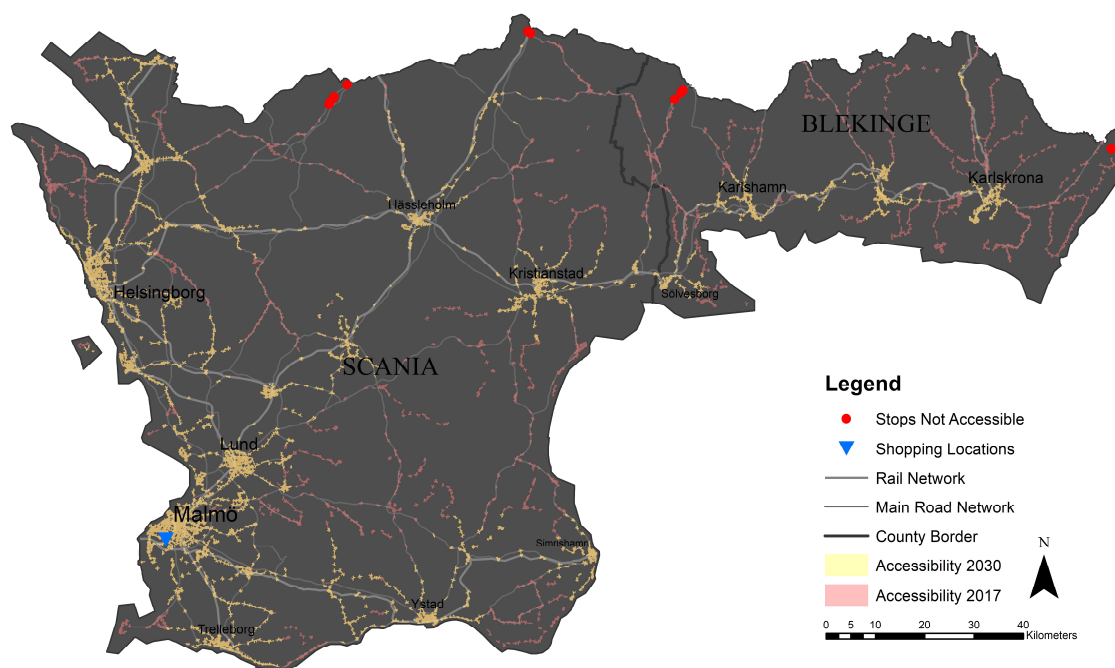 BLEKINGE
Karlskrona
Karlshamn
Hässleholm
Kristianstad
Sölvesborg
Helsingborg
SCANIA
Lund
Malmö
Simrishamn
Ystad
Trelleborg
Legend
Stops Not Accessible
Shopping Locations
Rail Network
Main Road Network
County Border
Accessibility 2030
Accessibility 2017
N
0 5 10 20 30 40
Kilometers